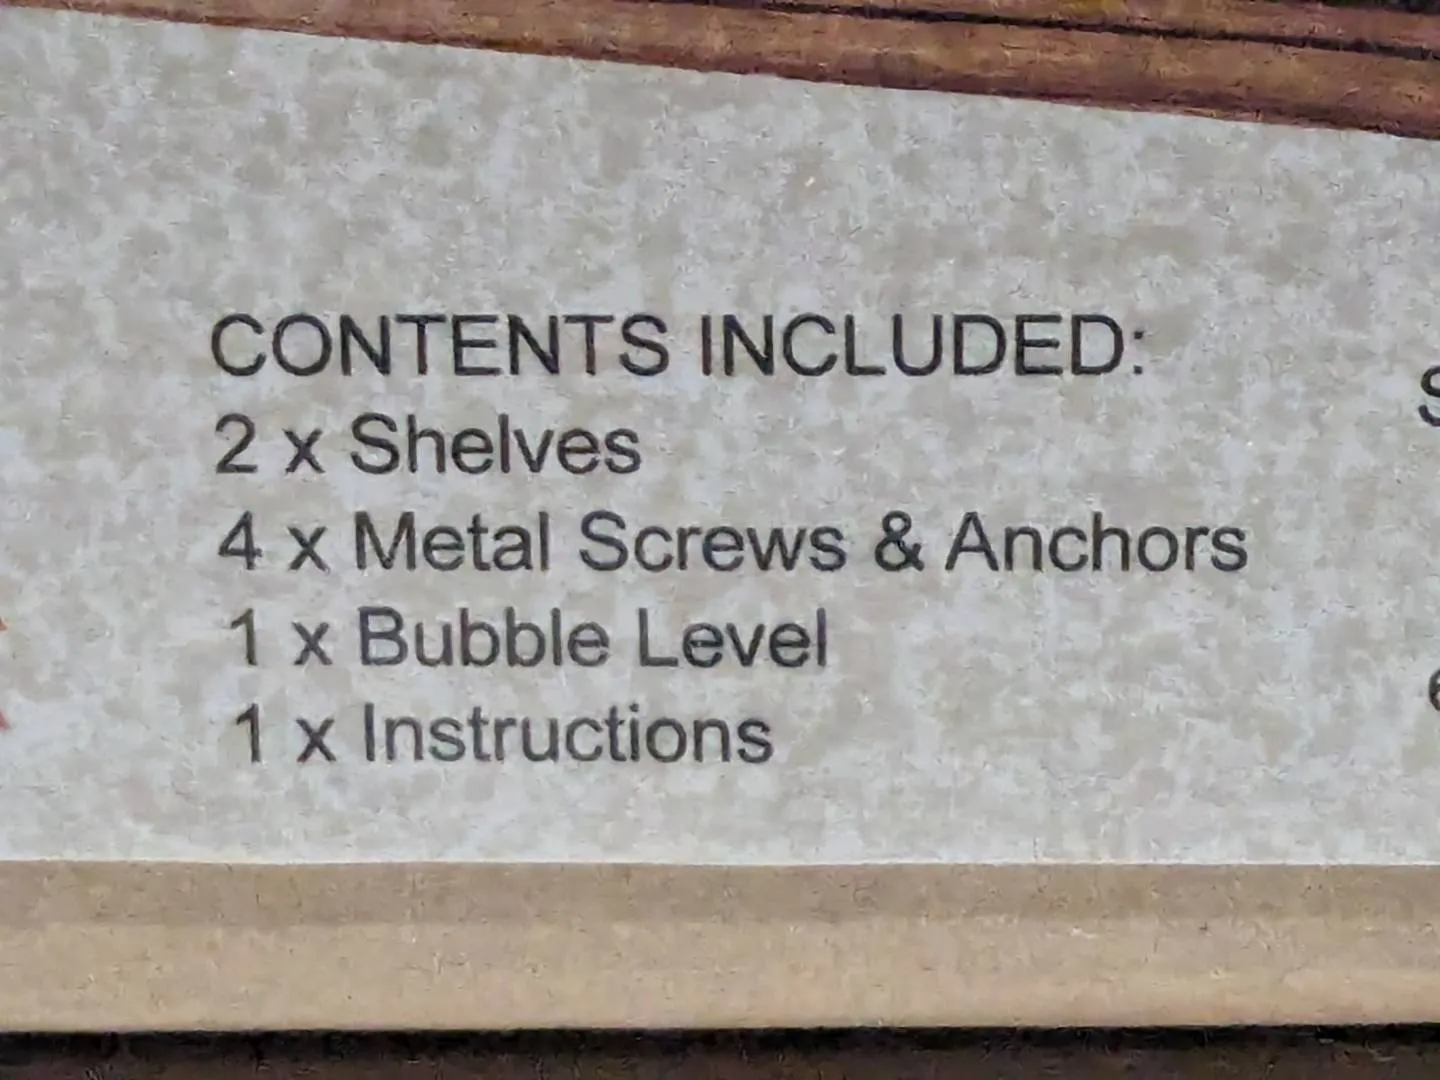 CONTENTS INCLUDED:
2 x Shelves
4 x Metal Screws & Anchors
1 x Bubble Level
1 x Instructions